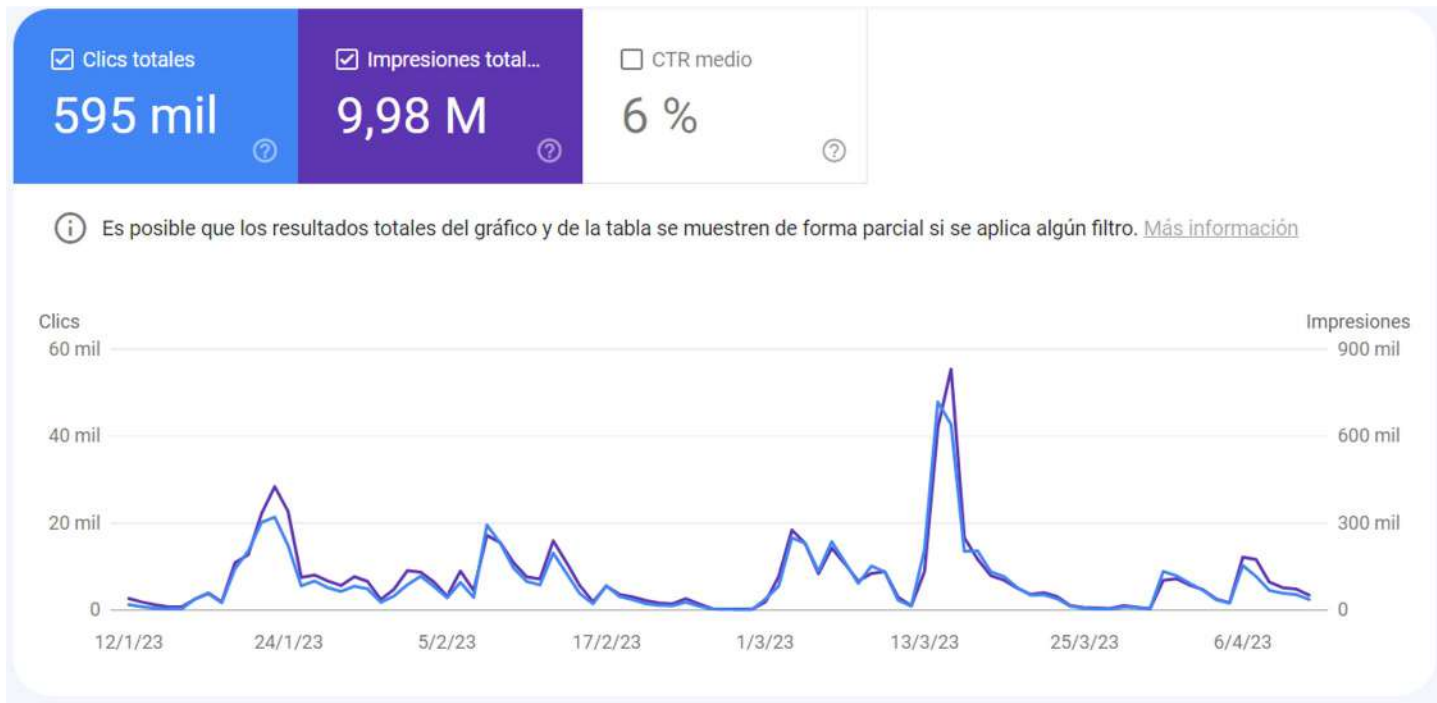 Clics totales
595 mil
Impresiones total...
9,98 M
CTR medio
6 %
Es posible que los resultados totales del gráfico y de la tabla se muestren de forma parcial si se aplica algún filtro. Más información
Clics
Impresiones
60 mil
900 mil
40 mil
600 mil
20 mil
300 mil
0
0
12/1/23
24/1/23
5/2/23
17/2/23
1/3/23
13/3/23
25/3/23
6/4/23